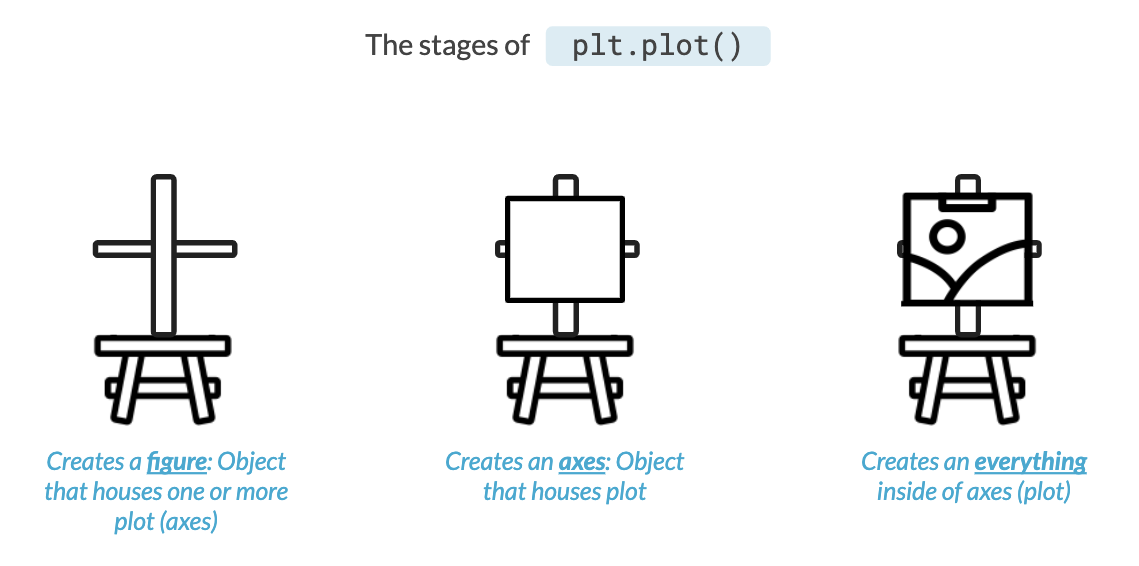 The stages of plt.plot()
Creates a figure: Object
that houses one or more
plot (axes)
Creates an axes: Object
that houses plot
Creates an everything
inside of axes (plot)